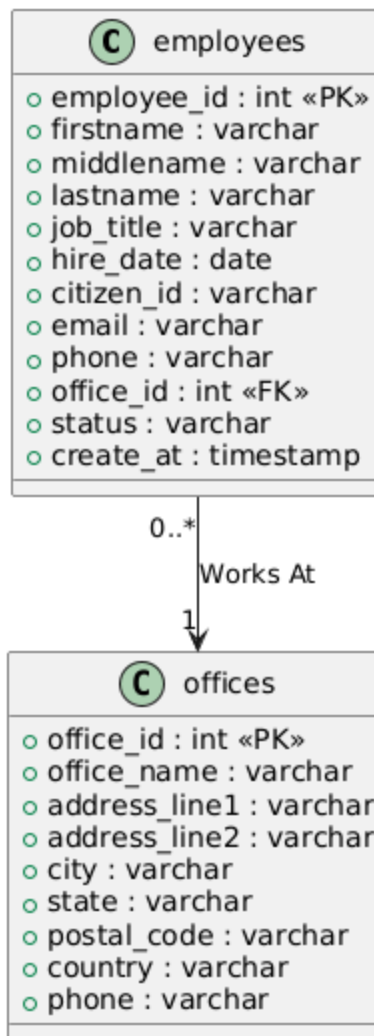 C employees
employee_id : int «PK»
firstname : varchar
middlename : varchar
lastname : varchar
job_title : varchar
hire_date : date
citizen_id : varchar
email : varchar
phone : varchar
office_id : int «FK»
status : varchar
create_at : timestamp
0..*
Works At
1
C offices
office_id : int «PK»
office_name : varchar
address_line1 : varchar
address_line2 : varchar
city : varchar
state : varchar
postal_code : varchar
country : varchar
phone : varchar